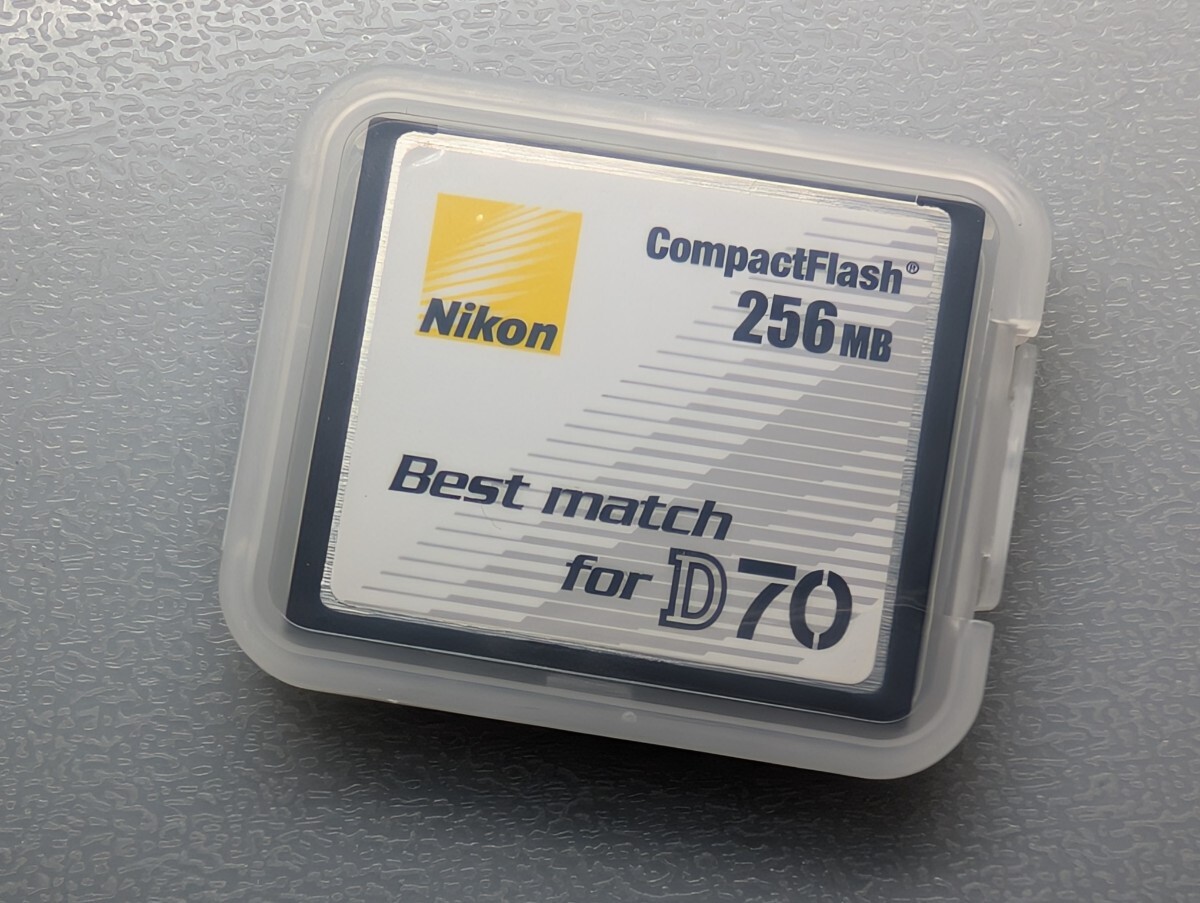 Nikon
CompactFlash®
256MB
Best match
for D70